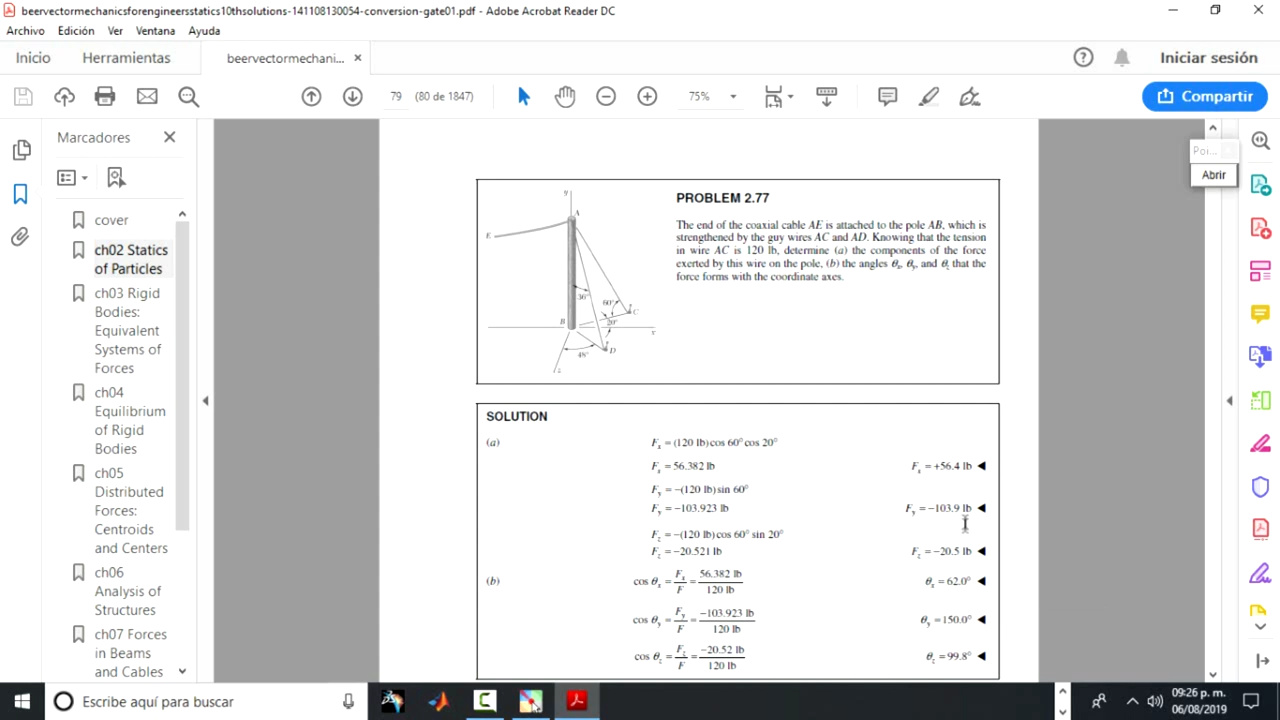 beervectormechanicsforengineersstatics10thsolutions-141108130054-conversion-gate01.pdf - Adobe Acrobat Reader DC
Archivo Edición Ver Ventana Ayuda
Inicio Herramientas beervectormechani... × Iniciar sesión
79 (80 de 1847) 75% Compartir
Marcadores
cover
ch02 Statics
of Particles
ch03 Rigid
Bodies:
Equivalent
Systems of
Forces
ch04
Equilibrium
of Rigid
Bodies
ch05
Distributed
Forces:
Centroids
and Centers
ch06
Analysis of
Structures
ch07 Forces
in Beams
and Cables
y
A
E
30°
60°
C
B
20°
x
48°
D
z
PROBLEM 2.77
The end of the coaxial cable AE is attached to the pole AB, which is
strengthened by the guy wires AC and AD. Knowing that the tension
in wire AC is 120 lb, determine (a) the components of the force
exerted by this wire on the pole, (b) the angles θx, θy, and θz that the
force forms with the coordinate axes.
SOLUTION
(a) Fx = (120 lb) cos 60° cos 20°
Fx = 56.382 lb Fx = +56.4 lb ◄
Fy = −(120 lb) sin 60°
Fy = −103.923 lb Fy = −103.9 lb ◄
Fz = −(120 lb) cos 60° sin 20°
Fz = −20.521 lb Fz = −20.5 lb ◄
(b) cos θx = Fx/F = 56.382 lb/120 lb θx = 62.0° ◄
cos θy = Fy/F = −103.923 lb/120 lb θy = 150.0° ◄
cos θz = Fz/F = −20.52 lb/120 lb θz = 99.8° ◄
Abrir
Escribe aquí para buscar
09:26 p. m.
06/08/2019